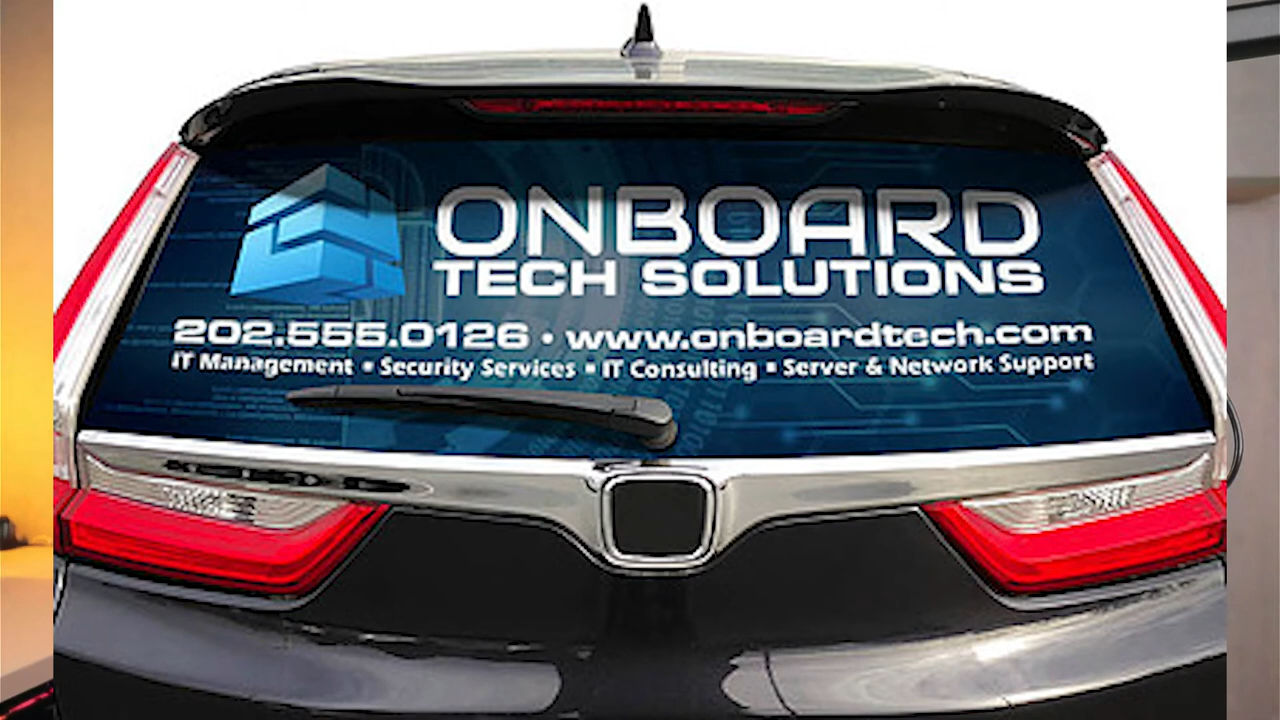 ONBOARD
TECH SOLUTIONS
202.555.0126 • www.onboardtech.com
IT Management ▪ Security Services ▪ IT Consulting ▪ Server & Network Support